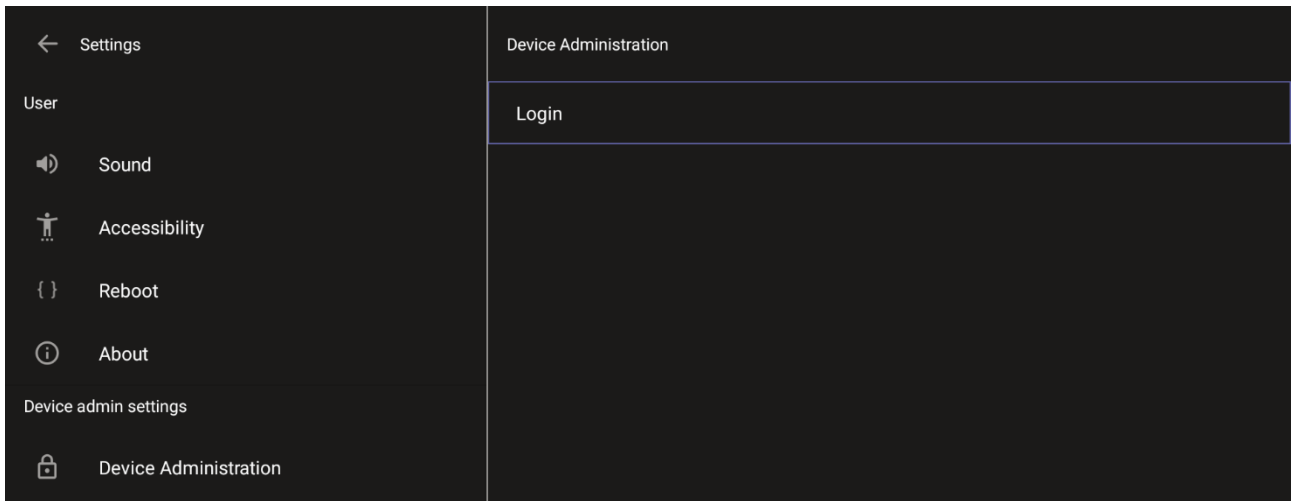 Settings
User
Sound
Accessibility
Reboot
About
Device admin settings
Device Administration
Device Administration
Login